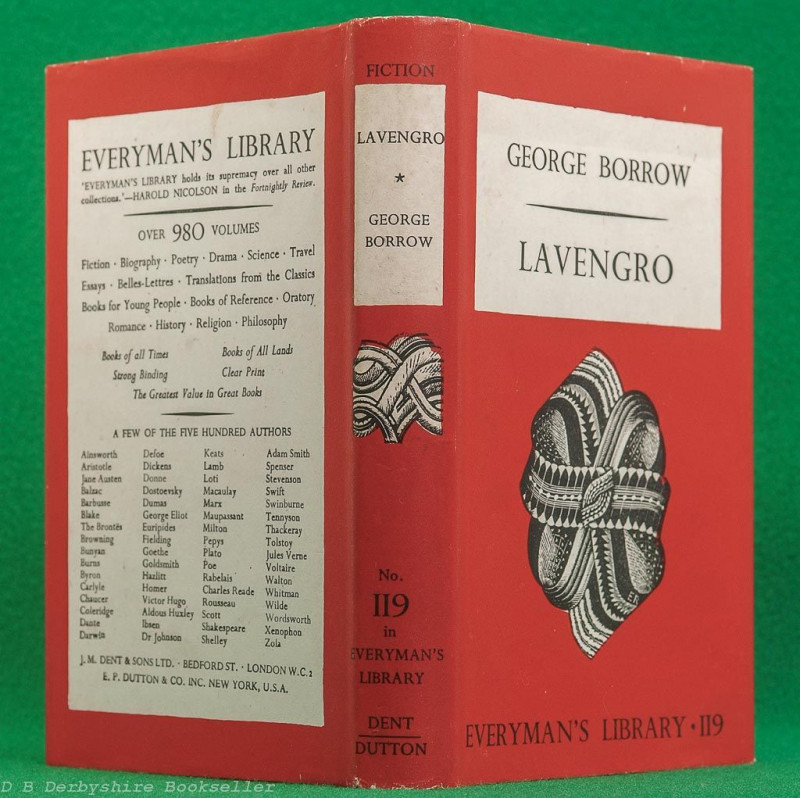 EVERYMAN'S LIBRARY
'EVERYMAN'S LIBRARY holds its supremacy over all other
collections.'—HAROLD NICOLSON in the Fortnightly Review.
OVER 980 VOLUMES
Fiction · Biography · Poetry · Drama · Science · Travel
Essays · Belles-Lettres · Translations from the Classics
Books for Young People · Books of Reference · Oratory
Romance · History · Religion · Philosophy
Books of all Times Books of All Lands
Strong Binding Clear Print
The Greatest Value in Great Books
A FEW OF THE FIVE HUNDRED AUTHORS
Ainsworth Defoe Keats Adam Smith
Aristotle Dickens Lamb Spenser
Jane Austen Donne Loti Stevenson
Balzac Dostoevsky Macaulay Swift
Barbusse Dumas Marx Swinburne
Blake George Eliot Maupassant Tennyson
The Brontës Euripides Milton Thackeray
Browning Fielding Pepys Tolstoy
Bunyan Goethe Plato Jules Verne
Burns Goldsmith Poe Voltaire
Byron Hazlitt Rabelais Walton
Carlyle Homer Charles Reade Whitman
Chaucer Victor Hugo Rousseau Wilde
Coleridge Aldous Huxley Scott Wordsworth
Dante Ibsen Shakespeare Xenophon
Darwin Dr Johnson Shelley Zola
J. M. DENT & SONS LTD. · BEDFORD ST. · LONDON W.C.2
E. P. DUTTON & CO. INC. NEW YORK, U.S.A.
FICTION
LAVENGRO
*
GEORGE
BORROW
No.
119
in
EVERYMAN'S
LIBRARY
DENT
DUTTON
GEORGE BORROW
LAVENGRO
ER
EVERYMAN'S LIBRARY · 119
D B Derbyshire Bookseller